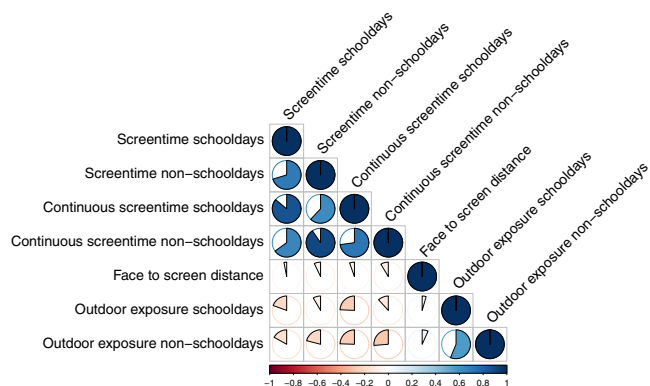 Screentime schooldays
Screentime non−schooldays
Continuous screentime schooldays
Continuous screentime non−schooldays
Face to screen distance
Outdoor exposure schooldays
Outdoor exposure non−schooldays
Screentime schooldays
Screentime non−schooldays
Continuous screentime schooldays
Continuous screentime non−schooldays
Face to screen distance
Outdoor exposure schooldays
Outdoor exposure non−schooldays
−1 −0.8 −0.6 −0.4 −0.2 0 0.2 0.4 0.6 0.8 1